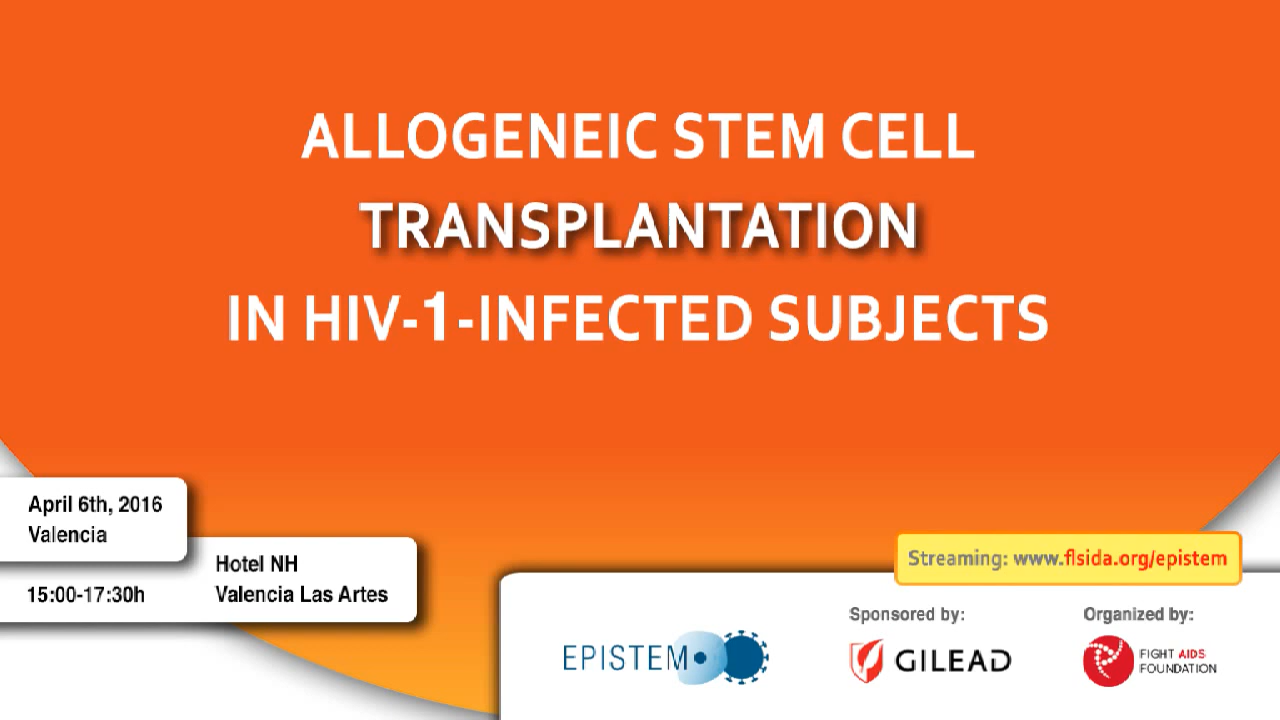 ALLOGENEIC STEM CELL
TRANSPLANTATION
IN HIV-1-INFECTED SUBJECTS
April 6th, 2016
Valencia
15:00-17:30h
Hotel NH
Valencia Las Artes
Streaming: www.flsida.org/epistem
EPISTEM
Sponsored by:
GILEAD
Organized by:
FIGHT AIDS
FOUNDATION